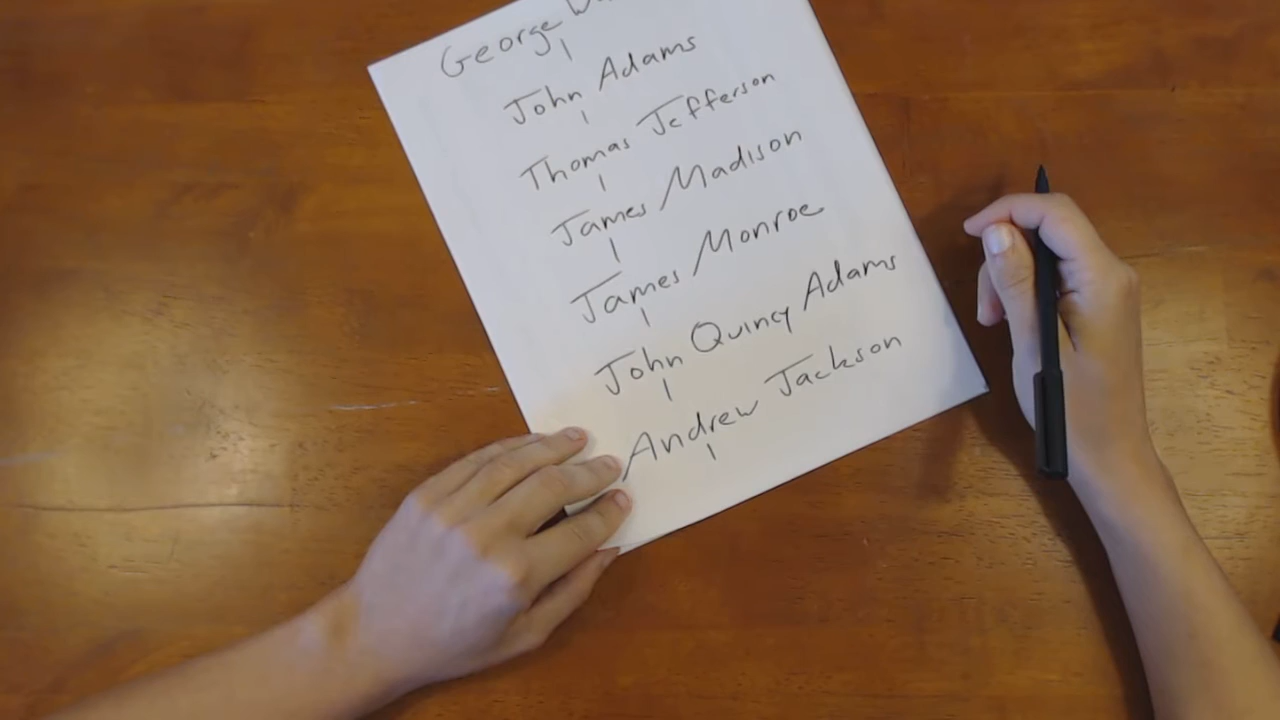 George
John Adams
Thomas Jefferson
James Madison
James Monroe
John Quincy Adams
Andrew Jackson